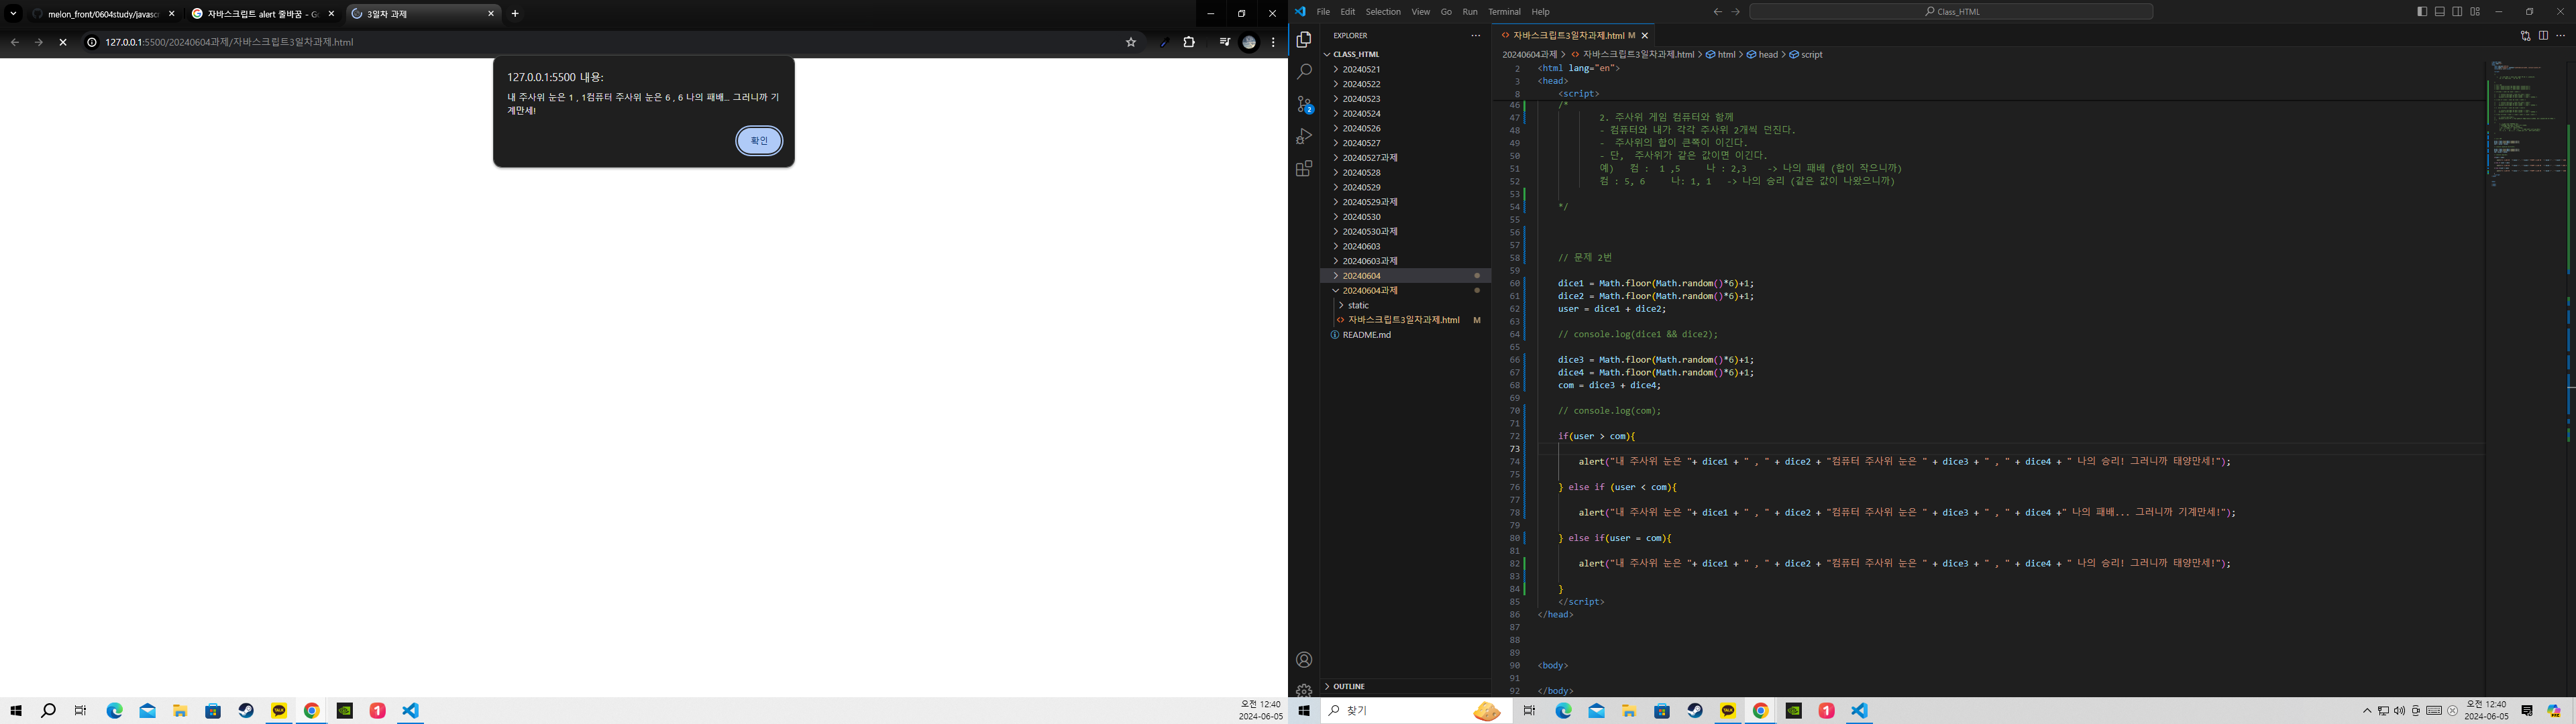 melon_front/0604study/javasc
자바스크립트 alert 줄바꿈 - Go
3일차 과제
127.0.0.1:5500/20240604과제/자바스크립트3일차과제.html
127.0.0.1:5500 내용:
내 주사위 눈은 1 , 1컴퓨터 주사위 눈은 6 , 6 나의 패배... 그러니까 기
계만세!
확인
오전 12:40
2024-06-05
File Edit Selection View Go Run Terminal Help
Class_HTML
EXPLORER
CLASS_HTML
20240521
20240522
20240523
20240524
20240526
20240527
20240527과제
20240528
20240529
20240529과제
20240530
20240530과제
20240603
20240603과제
20240604
20240604과제
static
자바스크립트3일차과제.html M
README.md
OUTLINE
자바스크립트3일차과제.html M
20240604과제 > 자바스크립트3일차과제.html > html > head > script
2 <html lang="en">
3 <head>
8 <script>
46 /*
47 2. 주사위 게임 컴퓨터와 함께
48 - 컴퓨터와 내가 각각 주사위 2개씩 던진다.
49 - 주사위의 합이 큰쪽이 이긴다.
50 - 단, 주사위가 같은 값이면 이긴다.
51 예) 컴 : 1 ,5 나 : 2,3 -> 나의 패배 (합이 작으니까)
52 컴 : 5, 6 나: 1, 1 -> 나의 승리 (같은 값이 나왔으니까)
53
54 */
55
56
57
58 // 문제 2번
59
60 dice1 = Math.floor(Math.random()*6)+1;
61 dice2 = Math.floor(Math.random()*6)+1;
62 user = dice1 + dice2;
63
64 // console.log(dice1 && dice2);
65
66 dice3 = Math.floor(Math.random()*6)+1;
67 dice4 = Math.floor(Math.random()*6)+1;
68 com = dice3 + dice4;
69
70 // console.log(com);
71
72 if(user > com){
73
74 alert("내 주사위 눈은 "+ dice1 + " , " + dice2 + "컴퓨터 주사위 눈은 " + dice3 + " , " + dice4 + " 나의 승리! 그러니까 태양만세!");
75
76 } else if (user < com){
77
78 alert("내 주사위 눈은 "+ dice1 + " , " + dice2 + "컴퓨터 주사위 눈은 " + dice3 + " , " + dice4 +" 나의 패배... 그러니까 기계만세!");
79
80 } else if(user = com){
81
82 alert("내 주사위 눈은 "+ dice1 + " , " + dice2 + "컴퓨터 주사위 눈은 " + dice3 + " , " + dice4 + " 나의 승리! 그러니까 태양만세!");
83
84 }
85 </script>
86 </head>
87
88
89
90 <body>
91
92 </body>
찾기
오전 12:40
2024-06-05